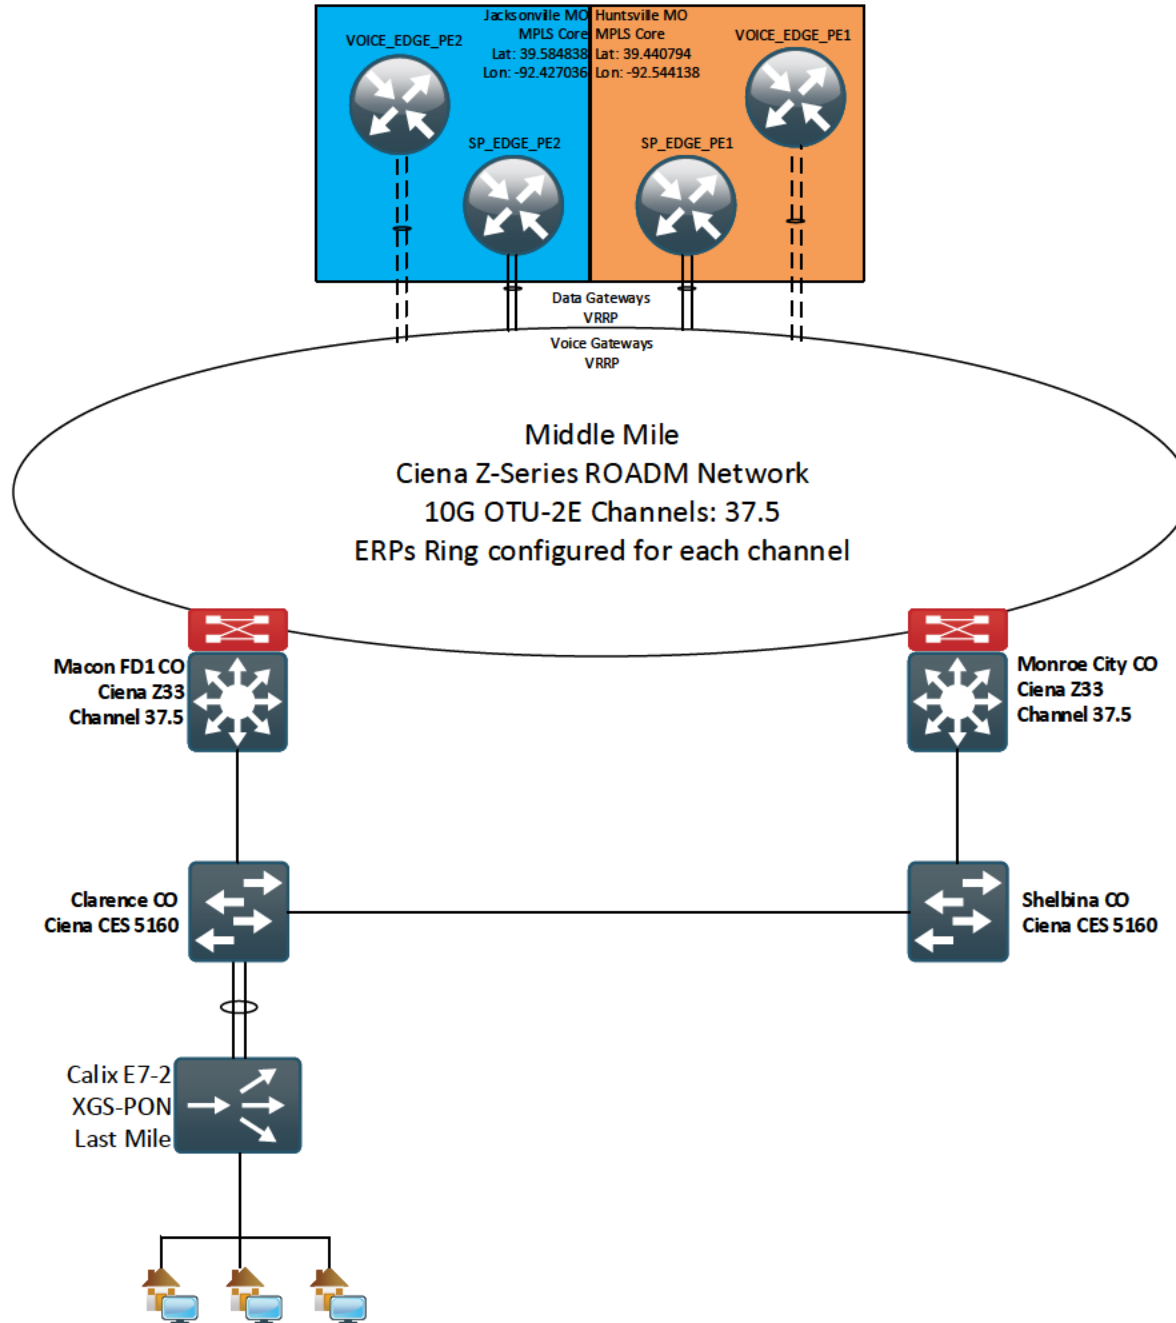 Jacksonville MO
MPLS Core
Lat: 39.584838
Lon: -92.427036
Huntsville MO
MPLS Core
Lat: 39.440794
Lon: -92.544138
VOICE_EDGE_PE2
VOICE_EDGE_PE1
SP_EDGE_PE2
SP_EDGE_PE1
Data Gateways
VRRP
Voice Gateways
VRRP
Middle Mile
Ciena Z-Series ROADM Network
10G OTU-2E Channels: 37.5
ERPs Ring configured for each channel
Macon FD1 CO
Ciena Z33
Channel 37.5
Monroe City CO
Ciena Z33
Channel 37.5
Clarence CO
Ciena CES 5160
Shelbina CO
Ciena CES 5160
Calix E7-2
XGS-PON
Last Mile